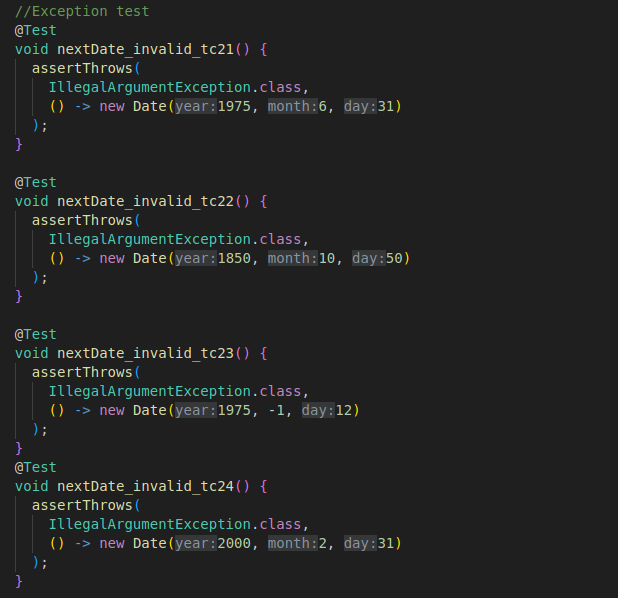 //Exception test
@Test
void nextDate_invalid_tc21() {
assertThrows(
IllegalArgumentException.class,
() -> new Date(year:1975, month:6, day:31)
);
}
@Test
void nextDate_invalid_tc22() {
assertThrows(
IllegalArgumentException.class,
() -> new Date(year:1850, month:10, day:50)
);
}
@Test
void nextDate_invalid_tc23() {
assertThrows(
IllegalArgumentException.class,
() -> new Date(year:1975, -1, day:12)
);
}
@Test
void nextDate_invalid_tc24() {
assertThrows(
IllegalArgumentException.class,
() -> new Date(year:2000, month:2, day:31)
);
}